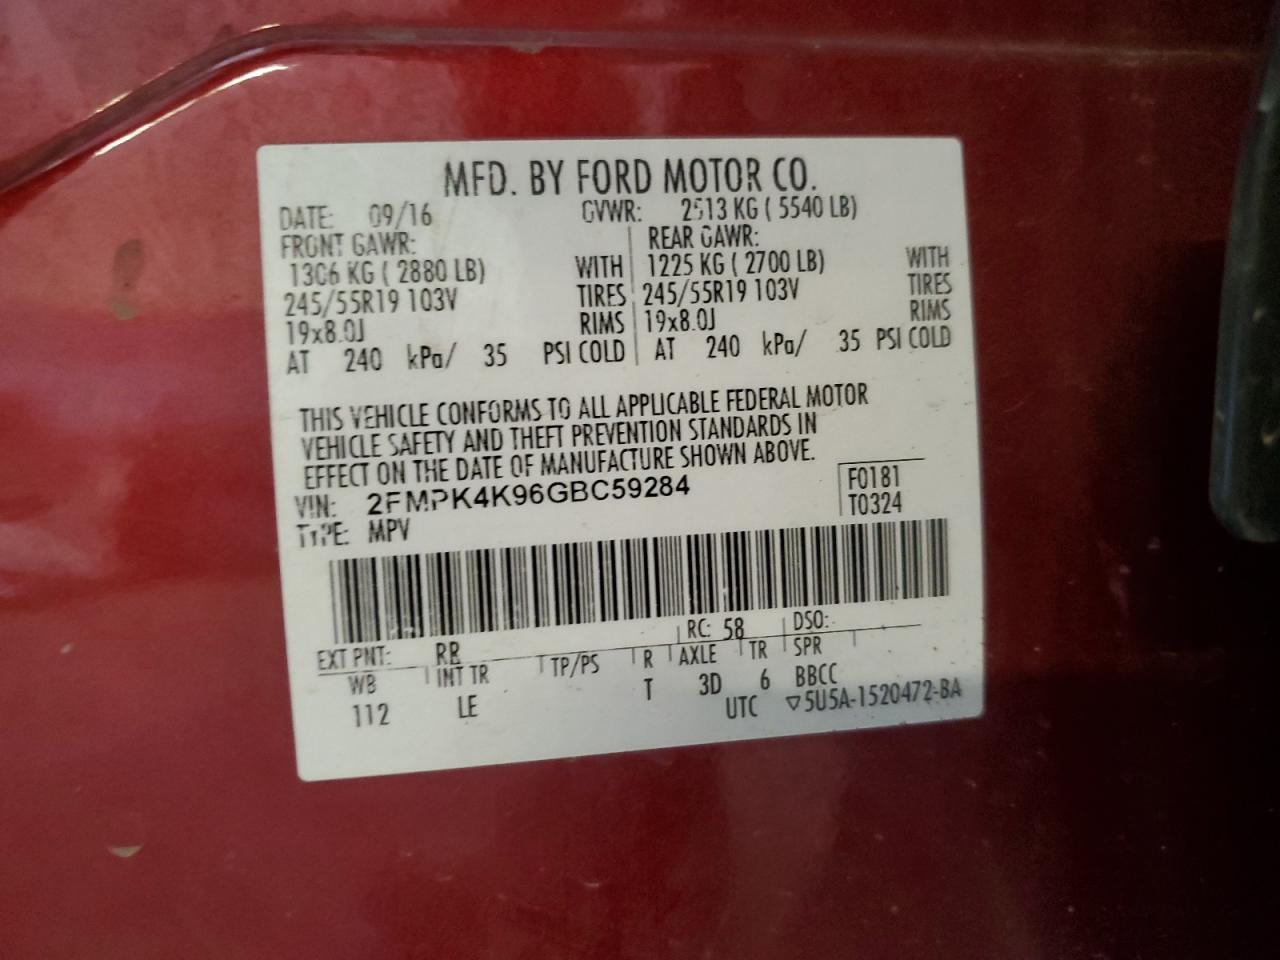 MFD. BY FORD MOTOR CO.
DATE: 09/16 GVWR: 2513 KG ( 5540 LB)
FRONT GAWR: REAR GAWR:
1306 KG ( 2880 LB) WITH 1225 KG ( 2700 LB) WITH
245/55R19 103V TIRES 245/55R19 103V TIRES
19x8.0J RIMS 19x8.0J RIMS
AT 240 kPa/ 35 PSI COLD AT 240 kPa/ 35 PSI COLD
THIS VEHICLE CONFORMS TO ALL APPLICABLE FEDERAL MOTOR
VEHICLE SAFETY AND THEFT PREVENTION STANDARDS IN
EFFECT ON THE DATE OF MANUFACTURE SHOWN ABOVE.
VIN: 2FMPK4K96GBC59284 F0181
TYPE: MPV T0324
EXT PNT: RR RC: 58 DSO:
WB INT TR TP/PS R AXLE TR SPR
112 LE T 3D 6 BBCC
UTC ▽5U5A-1520472-BA